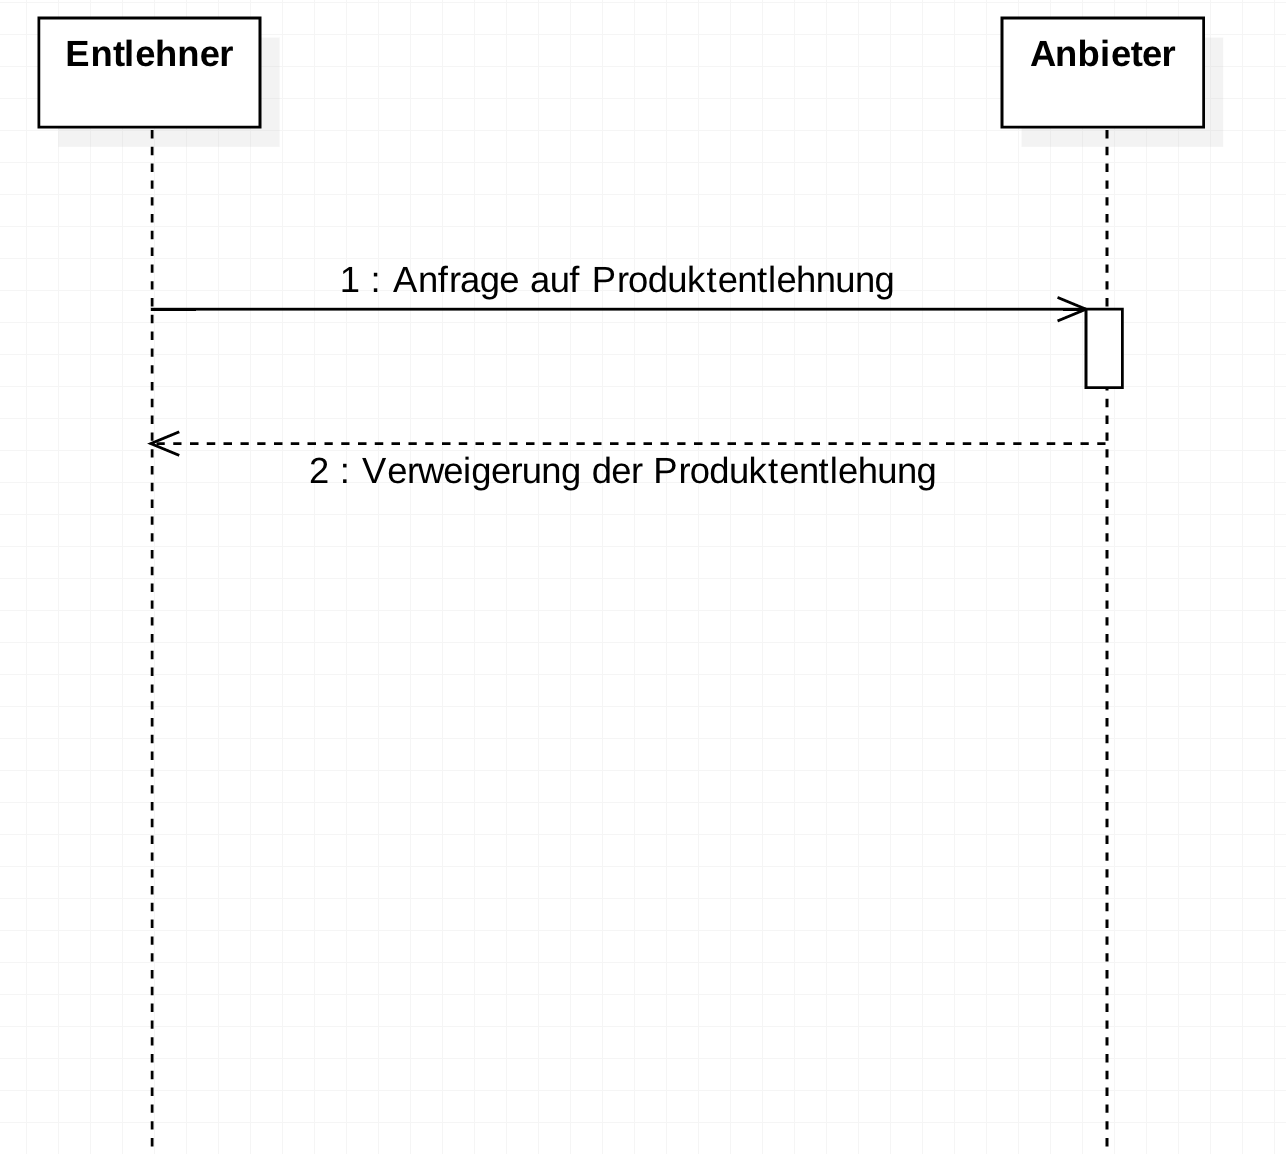 Entlehner
Anbieter
1 : Anfrage auf Produktentlehnung
2 : Verweigerung der Produktentlehung